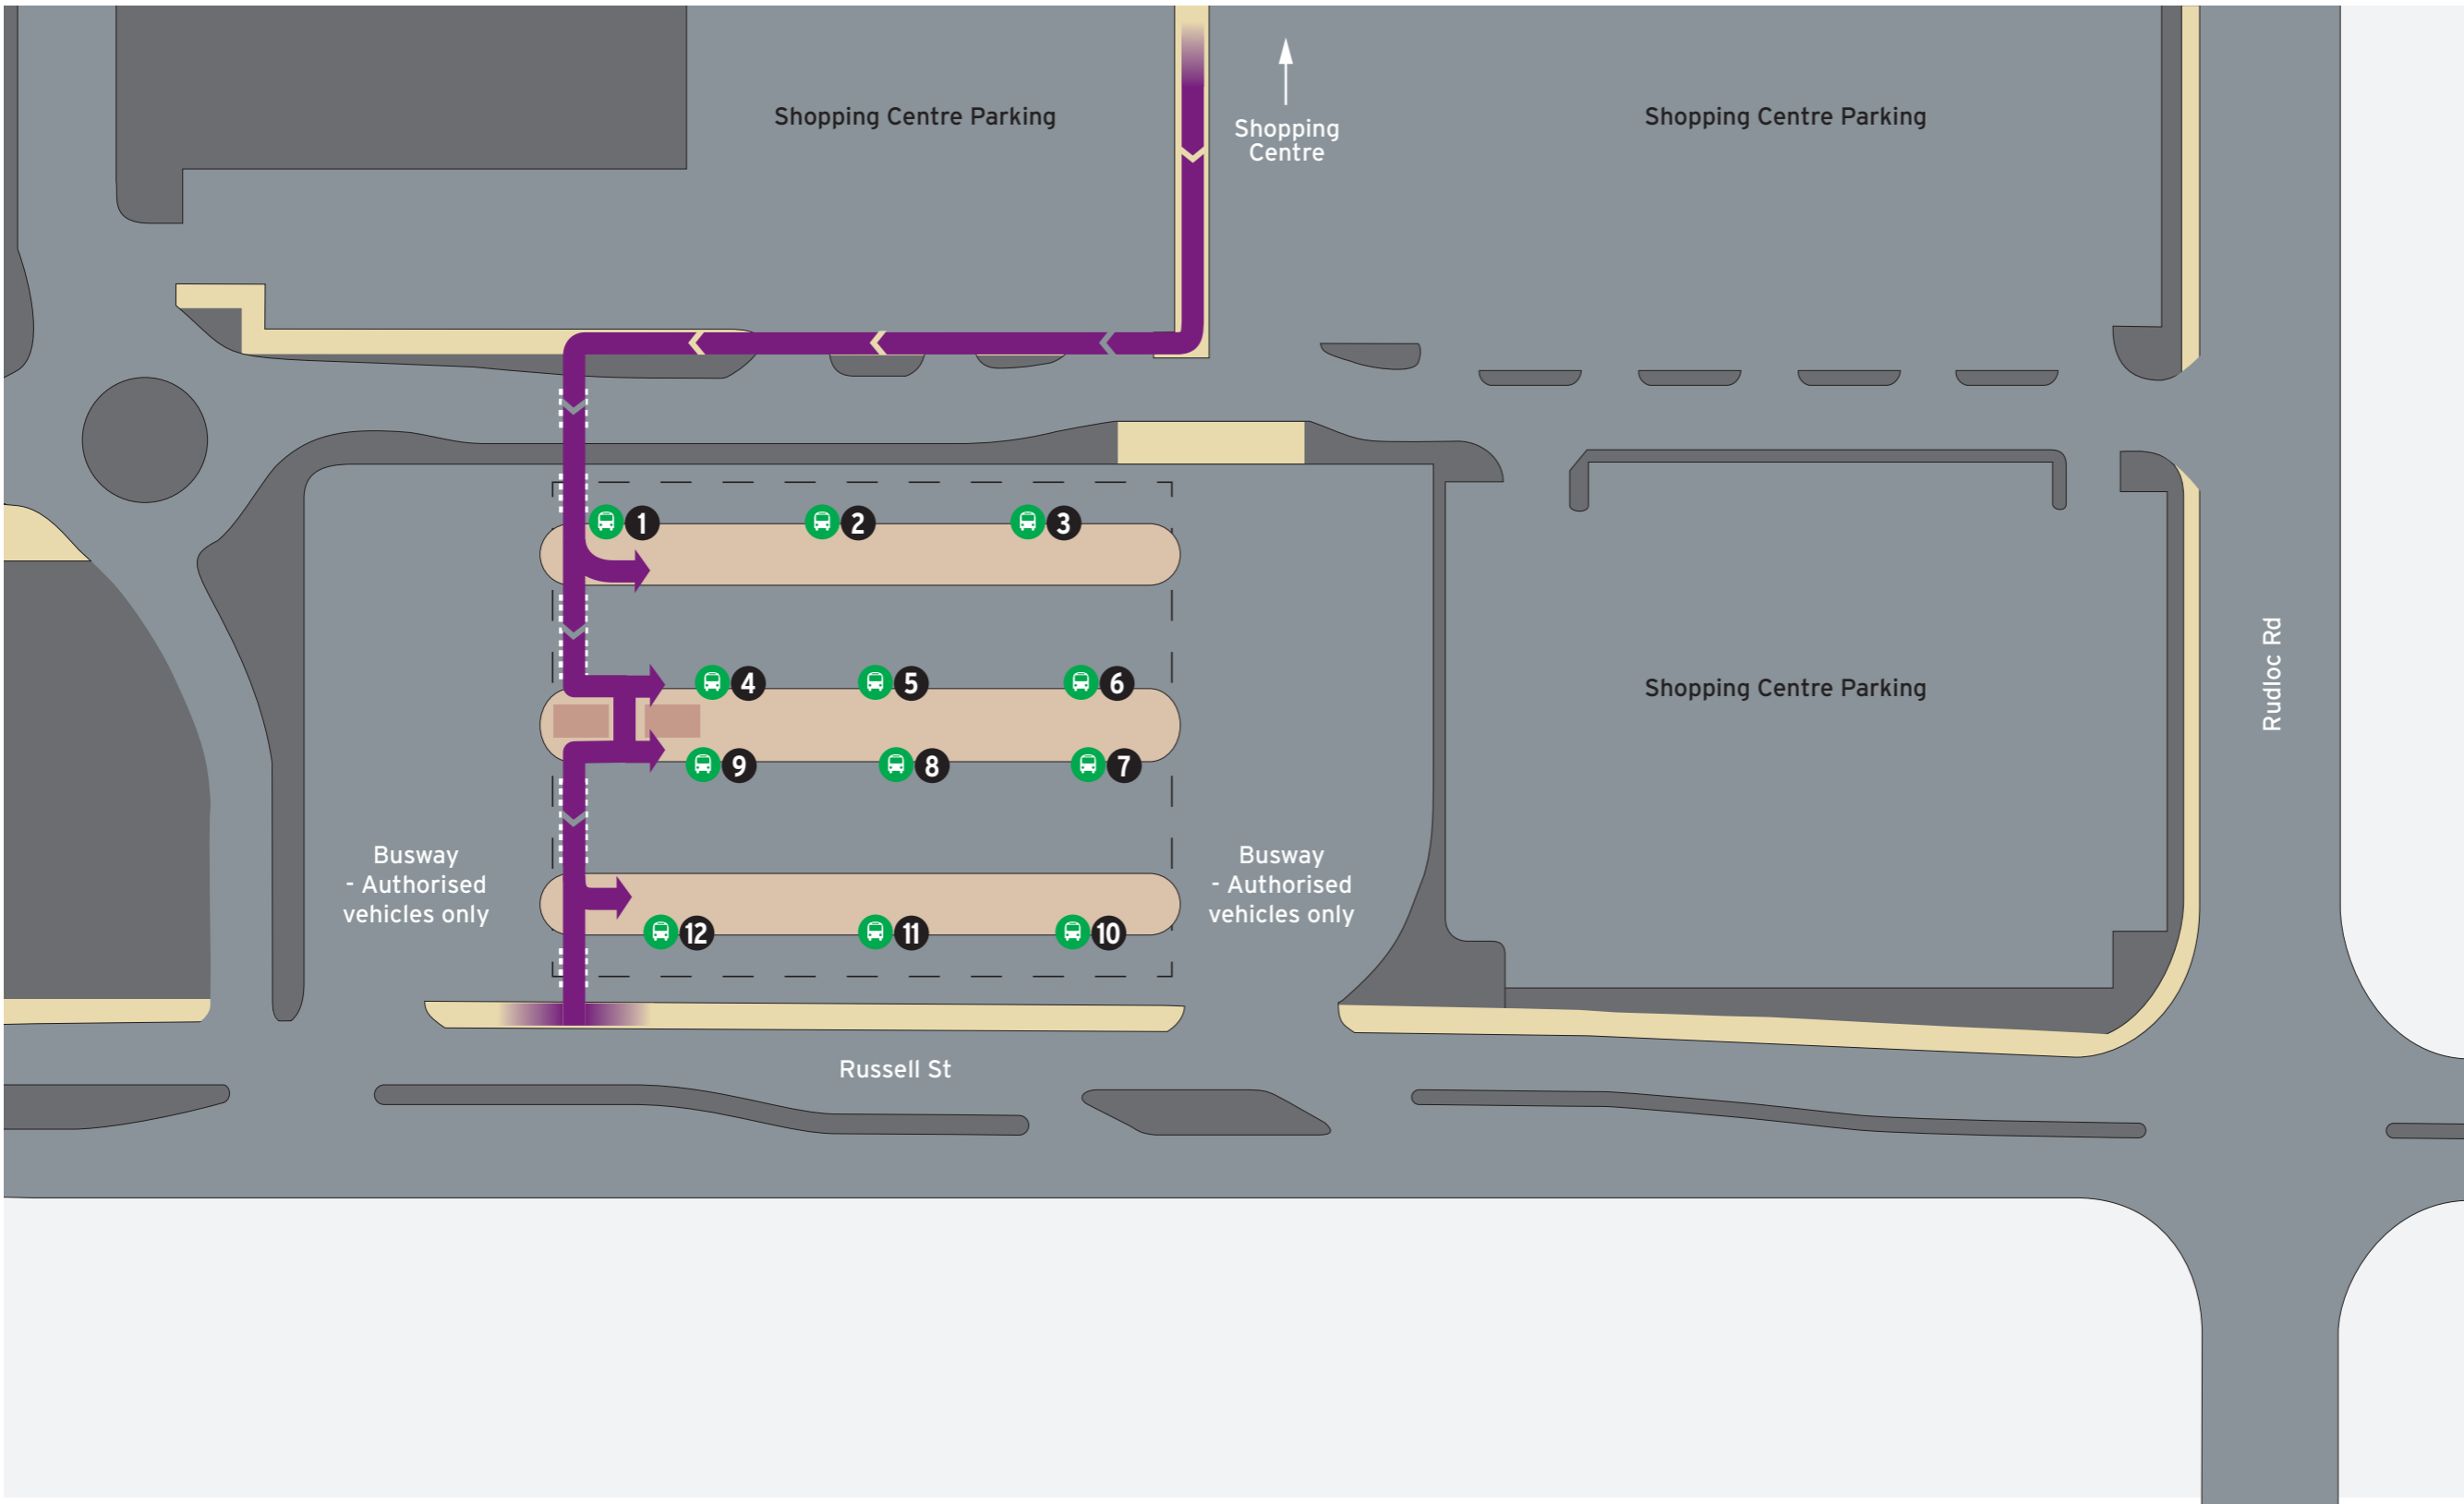 Shopping Centre Parking
Shopping
Centre
Shopping Centre Parking
1
2
3
4
5
6
Shopping Centre Parking
Rudloc Rd
9
8
7
Busway
- Authorised
vehicles only
Busway
- Authorised
vehicles only
12
11
10
Russell St